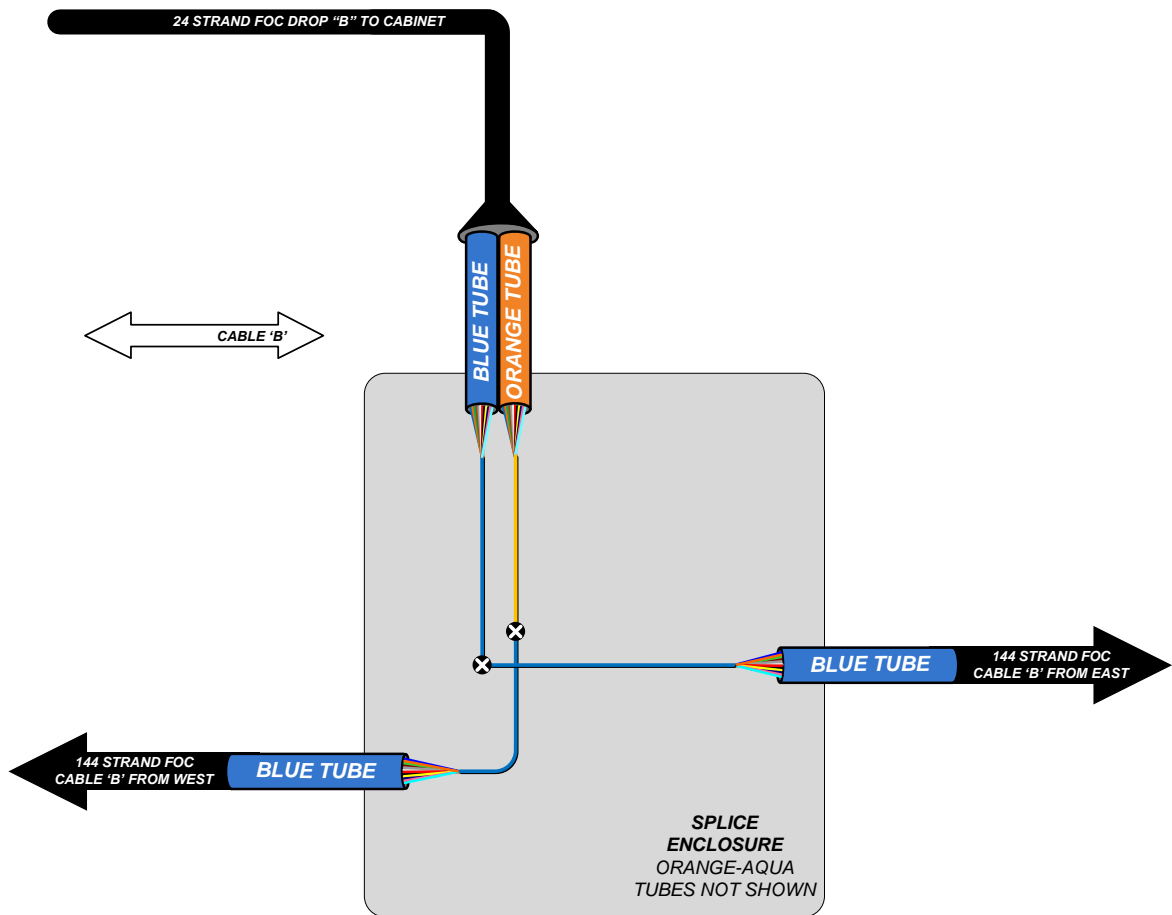 24 STRAND FOC DROP “B” TO CABINET
BLUE TUBE
ORANGE TUBE
CABLE ‘B’
BLUE TUBE
144 STRAND FOC
CABLE ‘B’ FROM EAST
144 STRAND FOC
CABLE ‘B’ FROM WEST
BLUE TUBE
SPLICE
ENCLOSURE
ORANGE-AQUA
TUBES NOT SHOWN